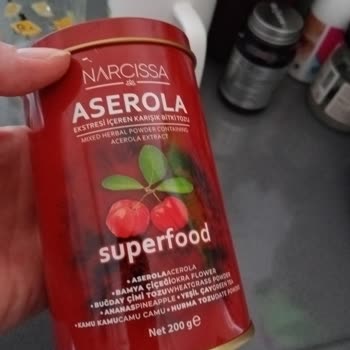 NARCISSA
ASEROLA
EKSTRESİ İÇEREN KARIŞIK BİTKİ TOZU
MIXED HERBAL POWDER CONTAINING
ACEROLA EXTRACT
superfood
• ASEROLA ACEROLA
• BAMYA ÇİÇEĞİ OKRA FLOWER
• BUĞDAY ÇİMİ TOZU WHEATGRASS POWDER
• ANANAS PINEAPPLE • YEŞİL ÇAY GREEN TEA
• KAMU KAMU CAMU CAMU • HURMA TOZU DATE POWDER
Net 200 g e